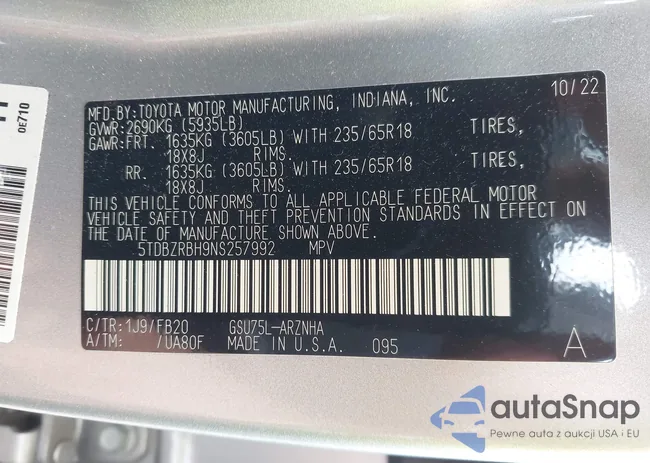 0E710
MFD.BY:TOYOTA MOTOR MANUFACTURING, INDIANA, INC. 10/22
GVWR:2690KG (5935LB)
GAWR:FRT. 1635KG (3605LB) WITH 235/65R18 TIRES,
18X8J RIMS.
RR. 1635KG (3605LB) WITH 235/65R18 TIRES,
18X8J RIMS.
THIS VEHICLE CONFORMS TO ALL APPLICABLE FEDERAL MOTOR
VEHICLE SAFETY AND THEFT PREVENTION STANDARDS IN EFFECT ON
THE DATE OF MANUFACTURE SHOWN ABOVE.
5TDBZRBH9NS257992 MPV
C/TR:1J9/FB20 GSU75L-ARZNHA
A/TM: /UA80F MADE IN U.S.A. 095 A
autaSnap
Pewne auta z aukcji USA i EU